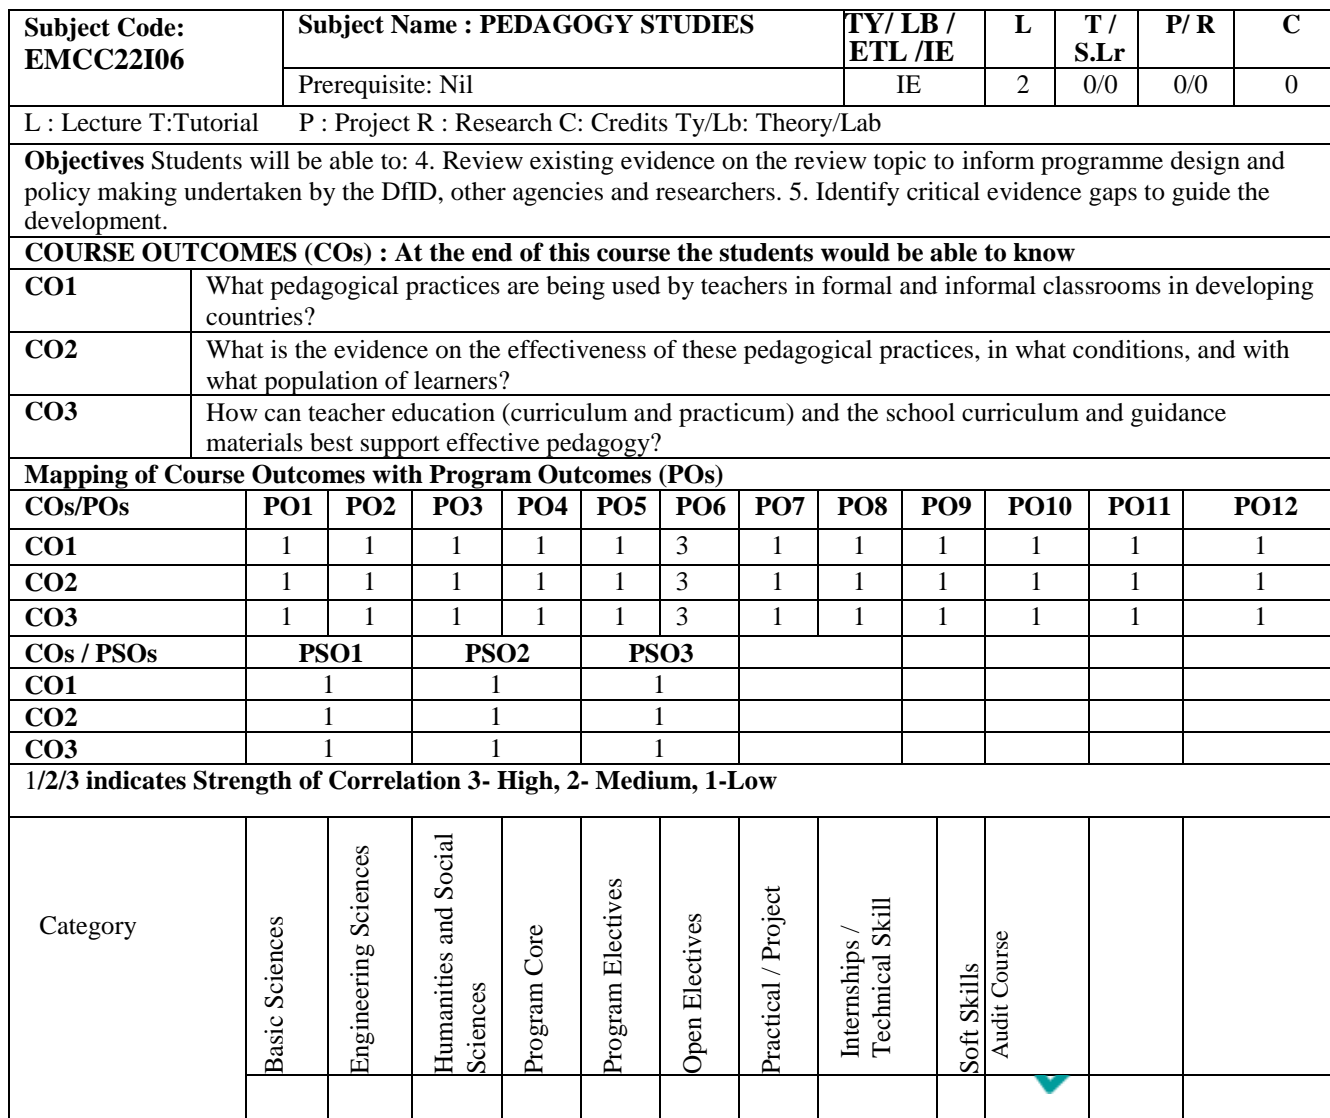 Subject Code: Subject Name : PEDAGOGY STUDIES TY/ LB / L T / P/ R C
EMCC22I06 ETL /IE S.Lr
Prerequisite: Nil IE 2 0/0 0/0 0
L : Lecture T:Tutorial P : Project R : Research C: Credits Ty/Lb: Theory/Lab
Objectives Students will be able to: 4. Review existing evidence on the review topic to inform programme design and
policy making undertaken by the DfID, other agencies and researchers. 5. Identify critical evidence gaps to guide the
development.
COURSE OUTCOMES (COs) : At the end of this course the students would be able to know
CO1 What pedagogical practices are being used by teachers in formal and informal classrooms in developing
countries?
CO2 What is the evidence on the effectiveness of these pedagogical practices, in what conditions, and with
what population of learners?
CO3 How can teacher education (curriculum and practicum) and the school curriculum and guidance
materials best support effective pedagogy?
Mapping of Course Outcomes with Program Outcomes (POs)
COs/POs PO1 PO2 PO3 PO4 PO5 PO6 PO7 PO8 PO9 PO10 PO11 PO12
CO1 1 1 1 1 1 3 1 1 1 1 1 1
CO2 1 1 1 1 1 3 1 1 1 1 1 1
CO3 1 1 1 1 1 3 1 1 1 1 1 1
COs / PSOs PSO1 PSO2 PSO3
CO1 1 1 1
CO2 1 1 1
CO3 1 1 1
1/2/3 indicates Strength of Correlation 3- High, 2- Medium, 1-Low
Category
Basic Sciences
Engineering Sciences
Humanities and Social
Sciences
Program Core
Program Electives
Open Electives
Practical / Project
Internships /
Technical Skill
Soft Skills
Audit Course